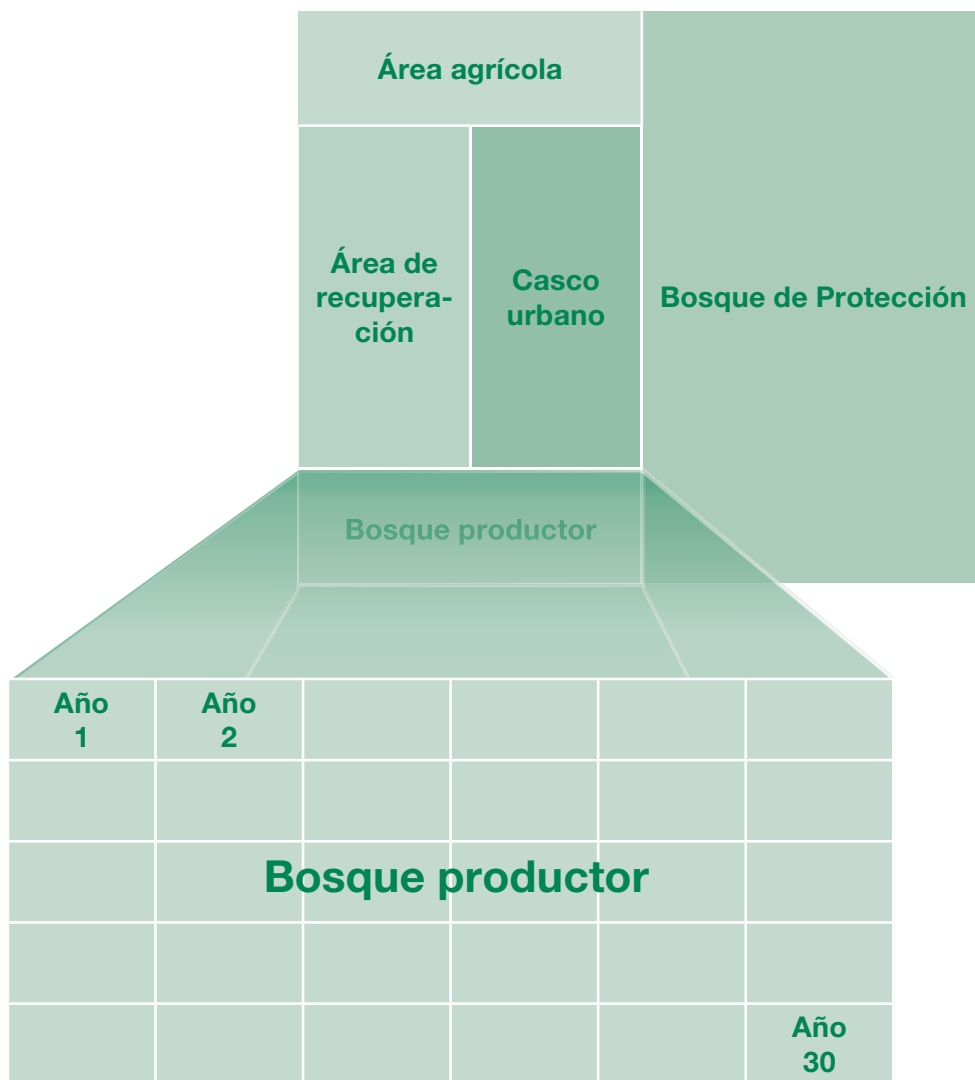 Área agrícola
Área de
recupera-
ción
Casco
urbano
Bosque de Protección
Bosque productor
Año
1
Año
2
Bosque productor
Año
30